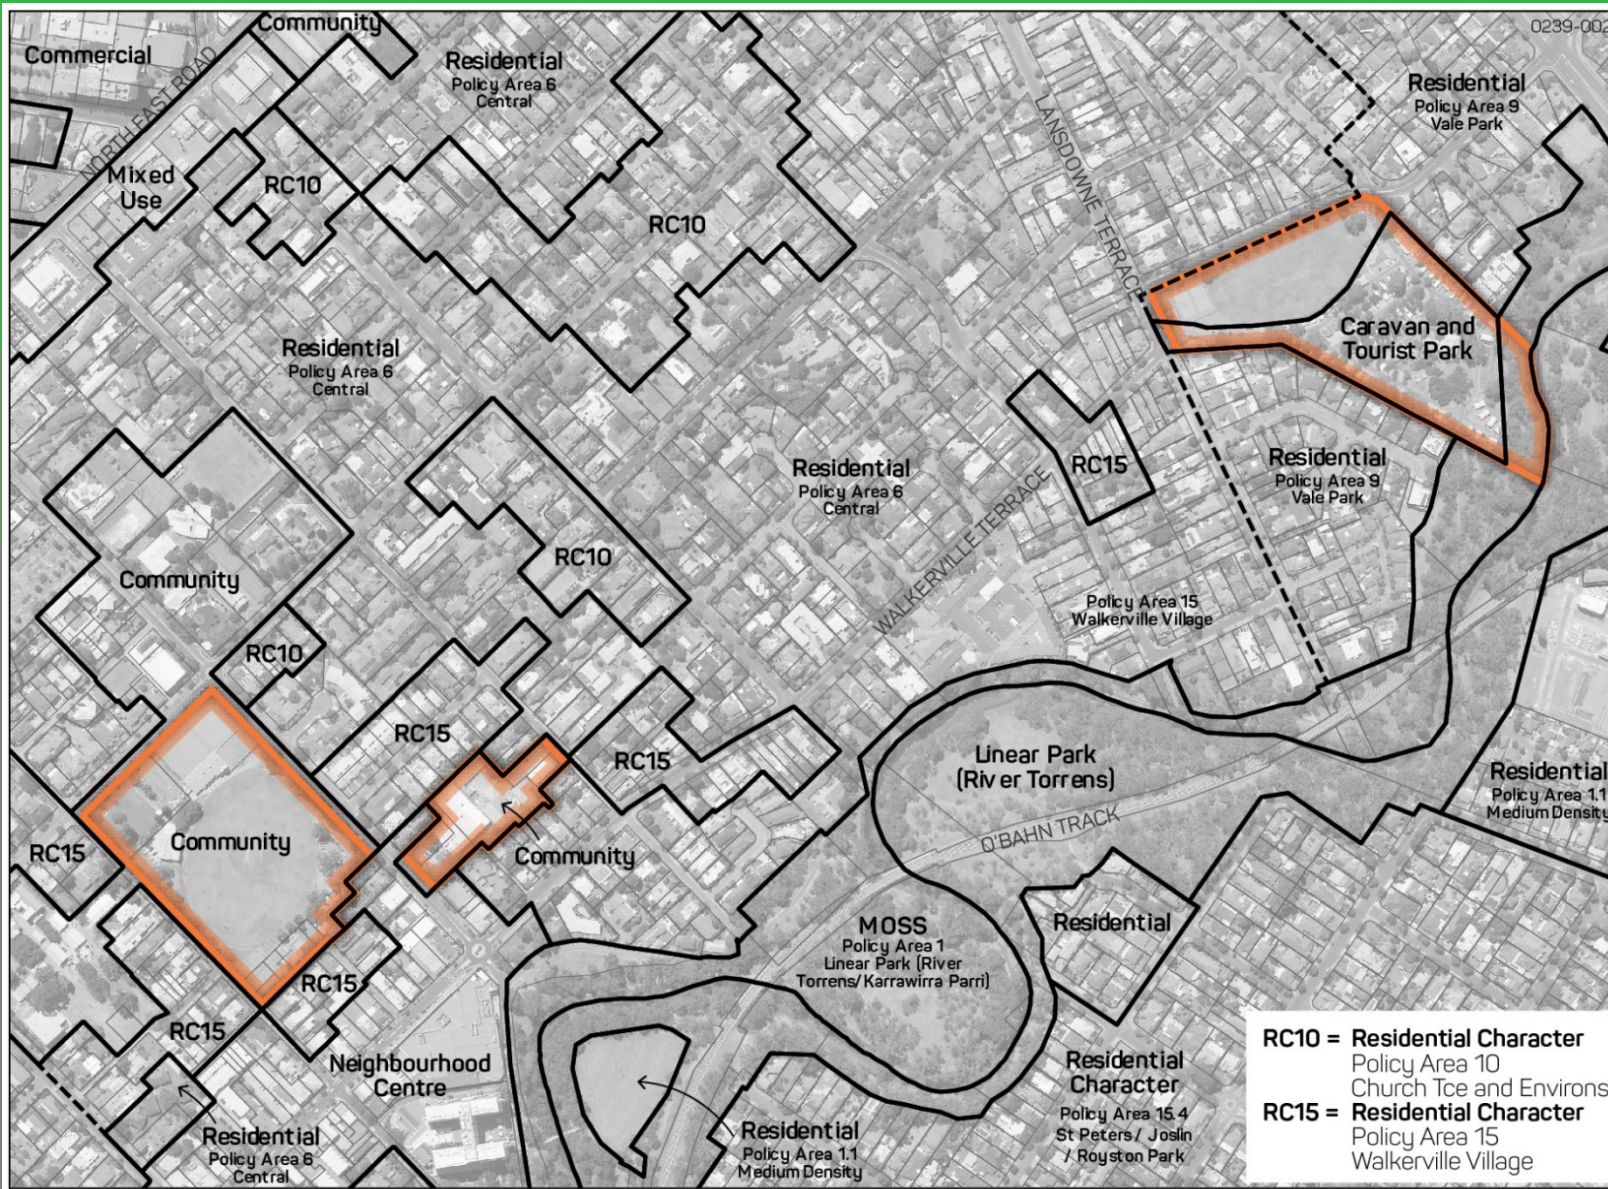 Community
0239-002
Commercial
NORTH EAST ROAD
Residential
Policy Area 6
Central
Residential
Policy Area 9
Vale Park
LANSDOWNE TERRACE
Mixed
Use
RC10
RC10
Residential
Policy Area 6
Central
Caravan and
Tourist Park
Residential
Policy Area 6
Central
RC15
Residential
Policy Area 9
Vale Park
WALKERVILLE TERRACE
Community
RC10
Policy Area 15
Walkerville Village
RC10
RC15
RC15
Linear Park
(River Torrens)
Residential
Policy Area 1.1
Medium Density
O'BAHN TRACK
RC15
Community
Community
MOSS
Policy Area 1
Linear Park (River
Torrens/Karrawirra Parri)
Residential
RC15
RC15
Neighbourhood
Centre
Residential
Character
Policy Area 15.4
St Peters / Joslin
/ Royston Park
Residential
Policy Area 6
Central
Residential
Policy Area 1.1
Medium Density
RC10 = Residential Character
Policy Area 10
Church Tce and Environs
RC15 = Residential Character
Policy Area 15
Walkerville Village